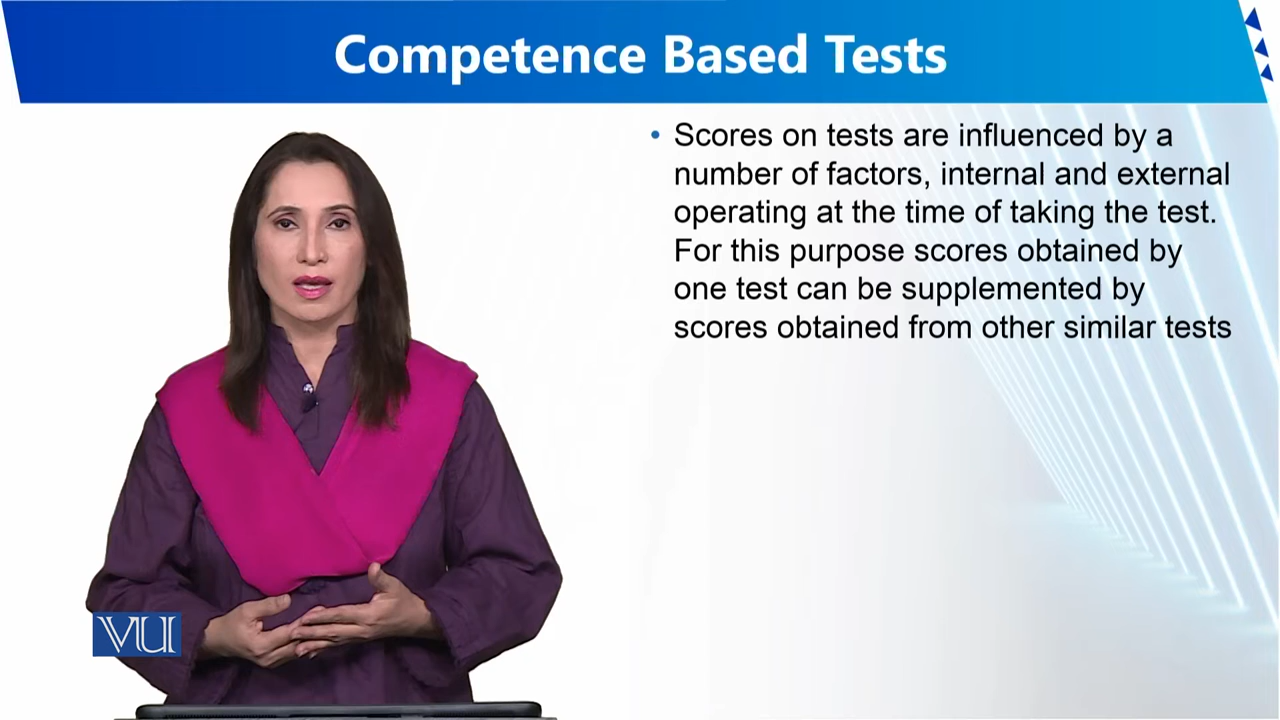 Competence Based Tests
• Scores on tests are influenced by a
number of factors, internal and external
operating at the time of taking the test.
For this purpose scores obtained by
one test can be supplemented by
scores obtained from other similar tests
VU